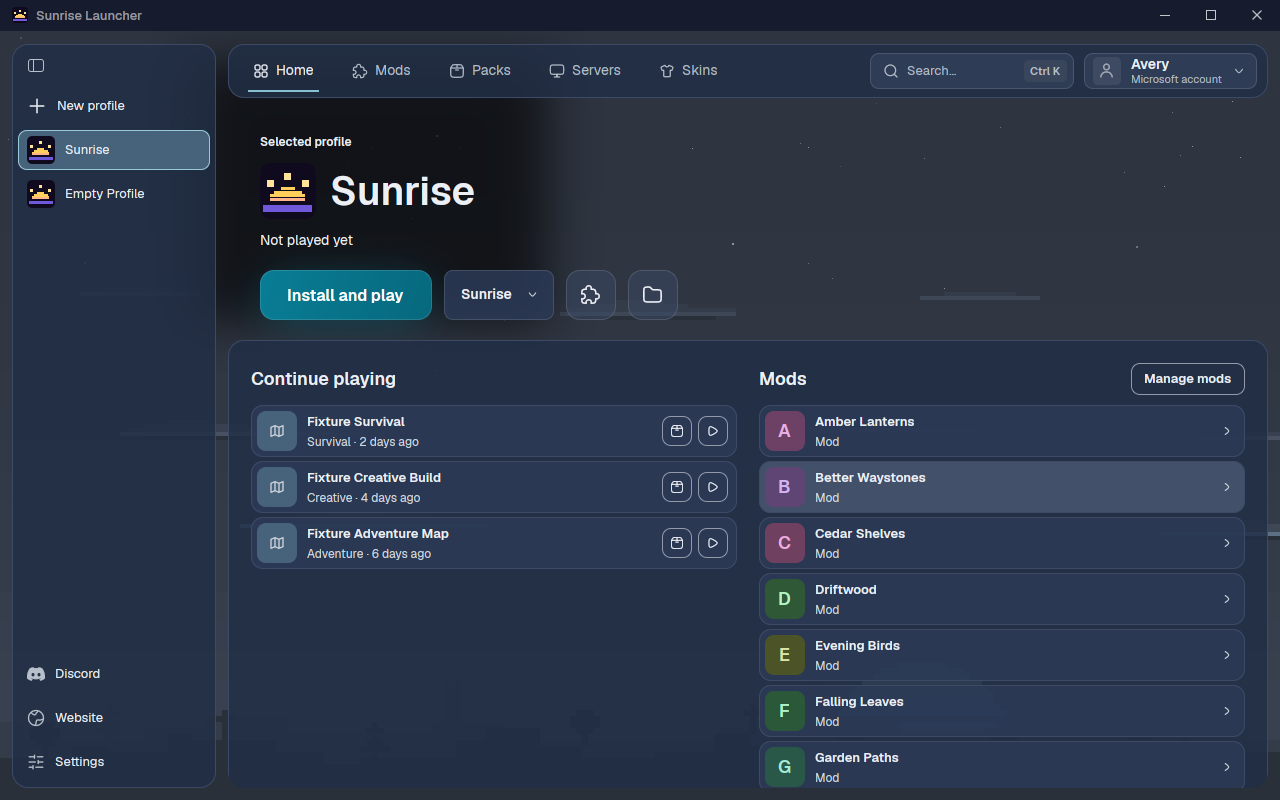 Sunrise Launcher
New profile
Sunrise
Empty Profile
Discord
Website
Settings
Home
Mods
Packs
Servers
Skins
Search...
Ctrl K
Avery
Microsoft account
Selected profile
Sunrise
Not played yet
Install and play
Sunrise
Continue playing
Fixture Survival
Survival · 2 days ago
Fixture Creative Build
Creative · 4 days ago
Fixture Adventure Map
Adventure · 6 days ago
Mods
Manage mods
A
Amber Lanterns
Mod
B
Better Waystones
Mod
C
Cedar Shelves
Mod
D
Driftwood
Mod
E
Evening Birds
Mod
F
Falling Leaves
Mod
G
Garden Paths
Mod